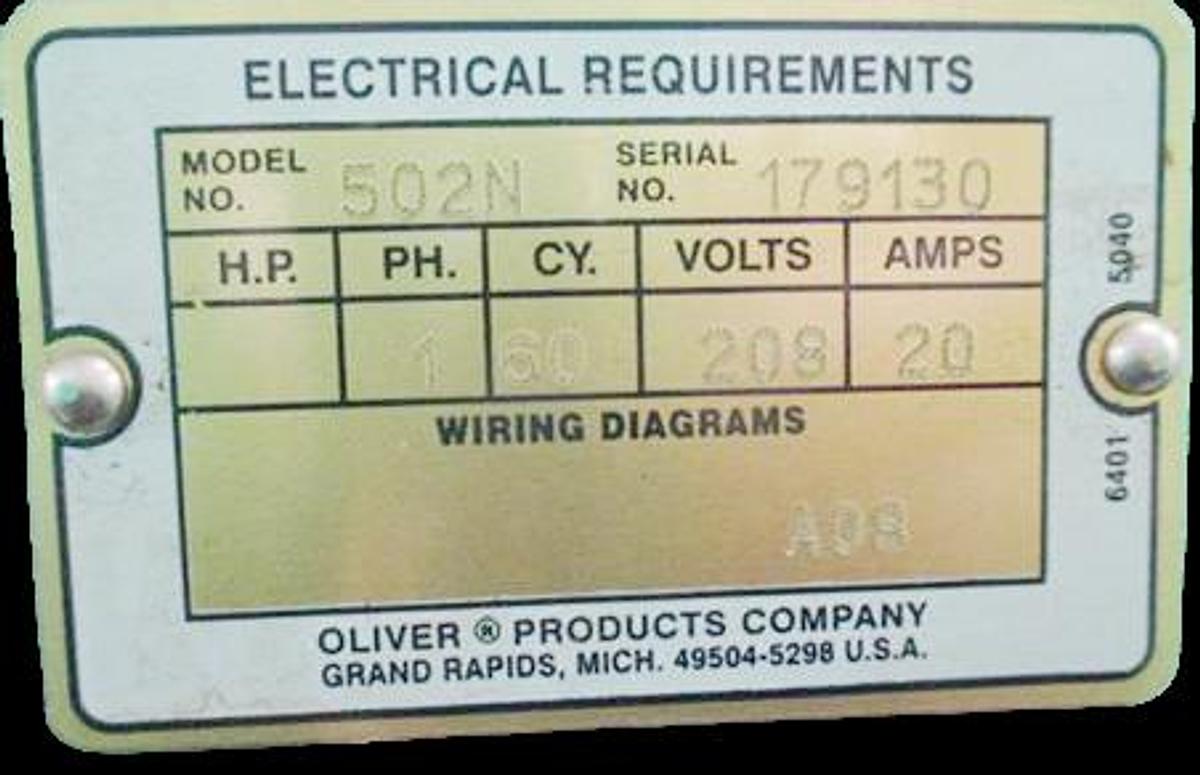 ELECTRICAL REQUIREMENTS
MODEL NO. 502N SERIAL NO. 179130
H.P. PH. CY. VOLTS AMPS
1 60 208 20
WIRING DIAGRAMS
OLIVER ® PRODUCTS COMPANY
GRAND RAPIDS, MICH. 49504-5298 U.S.A.
5040
6401